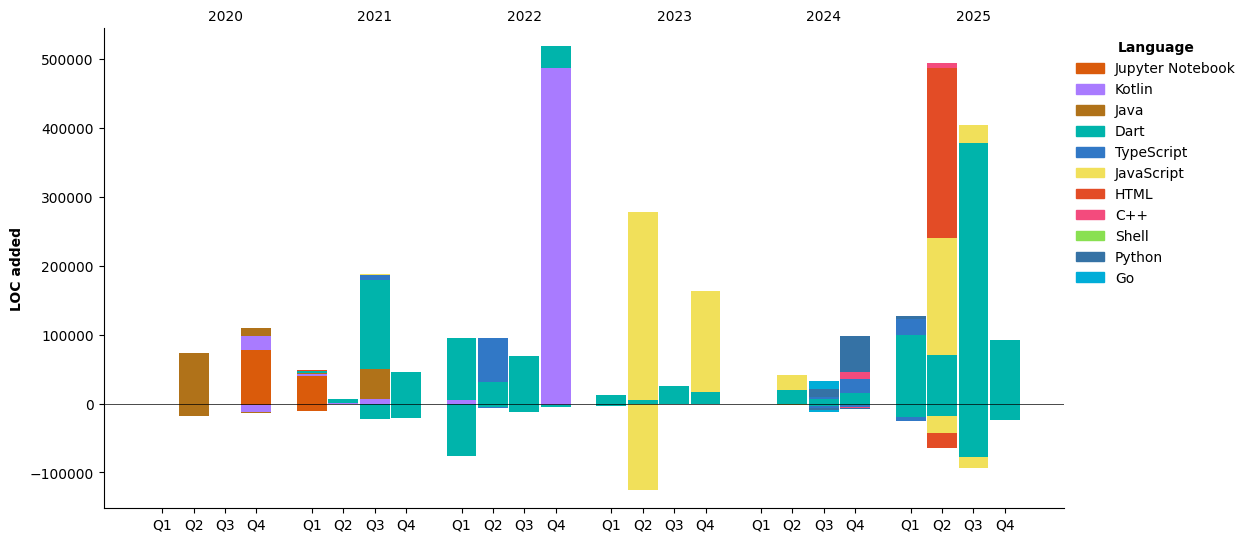 2020 2021 2022 2023 2024 2025
LOC added
500000
400000
300000
200000
100000
0
−100000
Q1 Q2 Q3 Q4 Q1 Q2 Q3 Q4 Q1 Q2 Q3 Q4 Q1 Q2 Q3 Q4 Q1 Q2 Q3 Q4 Q1 Q2 Q3 Q4
Language
Jupyter Notebook
Kotlin
Java
Dart
TypeScript
JavaScript
HTML
C++
Shell
Python
Go